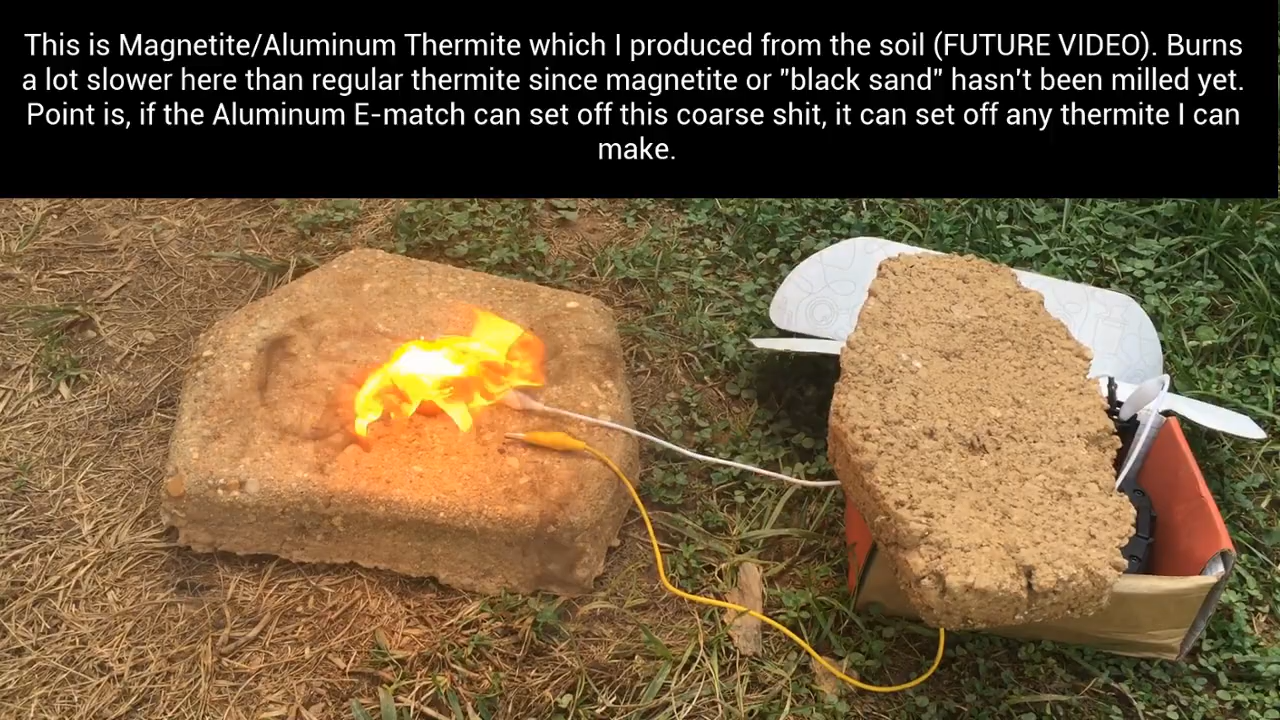 This is Magnetite/Aluminum Thermite which I produced from the soil (FUTURE VIDEO). Burns
a lot slower here than regular thermite since magnetite or "black sand" hasn't been milled yet.
Point is, if the Aluminum E-match can set off this coarse shit, it can set off any thermite I can
make.